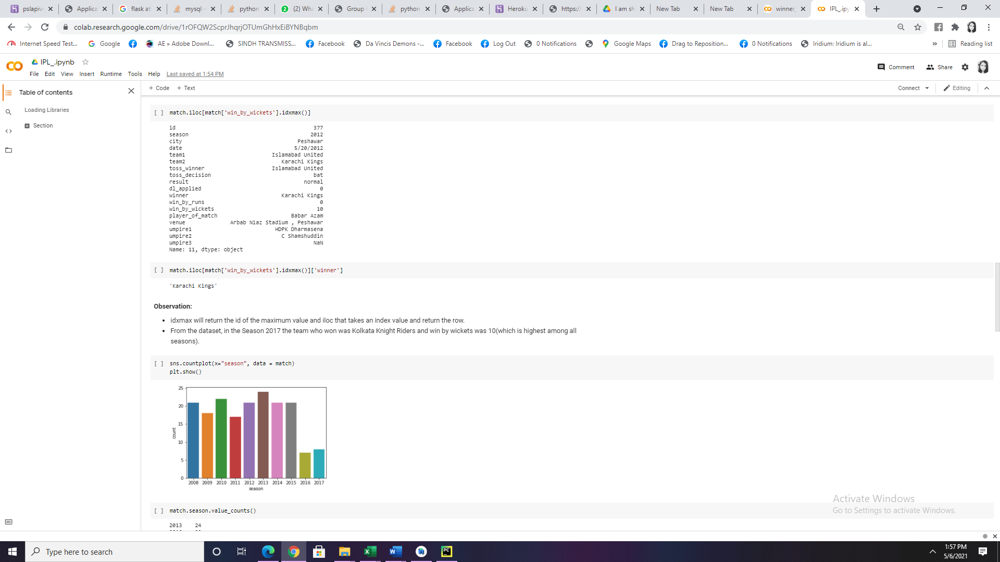 pslapiv
Applica
flask at
mysql -
python
(2) Wha
Group
python
Applica
Heroku
https://
I am sh
New Tab
New Tab
winner_
IPL_.ipy
colab.research.google.com/drive/1rOFQW2ScprJhqrjOTUmGhHxEiBYNBqbm
Internet Speed Test...
Google
AE » Adobe Downl...
SINDH TRANSMISS...
Facebook
Da Vincis Demons -...
Facebook
Log Out
0 Notifications
Google Maps
Drag to Reposition...
0 Notifications
Iridium: Iridium is al...
»
Reading list
IPL_.ipynb
Comment
Share
File Edit View Insert Runtime Tools Help Last saved at 1:54 PM
Table of contents
+ Code + Text
Connect
Editing
Loading Libraries
Section
[ ] match.iloc[match['win_by_wickets'].idxmax()]
id 377
season 2012
city Peshawar
date 5/20/2012
team1 Islamabad United
team2 Karachi Kings
toss_winner Islamabad United
toss_decision bat
result normal
dl_applied 0
winner Karachi Kings
win_by_runs 0
win_by_wickets 10
player_of_match Babar Azam
venue Arbab Niaz Stadium , Peshawar
umpire1 HDPK Dharmasena
umpire2 C Shamshuddin
umpire3 NaN
Name: 11, dtype: object
[ ] match.iloc[match['win_by_wickets'].idxmax()]['winner']
'Karachi Kings'
Observation:
• idxmax will return the id of the maximum value and iloc that takes an index value and return the row.
• From the dataset, in the Season 2017 the team who won was Kolkata Knight Riders and win by wickets was 10(which is highest among all
seasons).
[ ] sns.countplot(x="season", data = match)
plt.show()
25
20
15
10
5
0
count
2008 2009 2010 2011 2012 2013 2014 2015 2016 2017
season
[ ] match.season.value_counts()
2013 24
Activate Windows
Go to Settings to activate Windows.
Type here to search
1:57 PM
5/6/2021